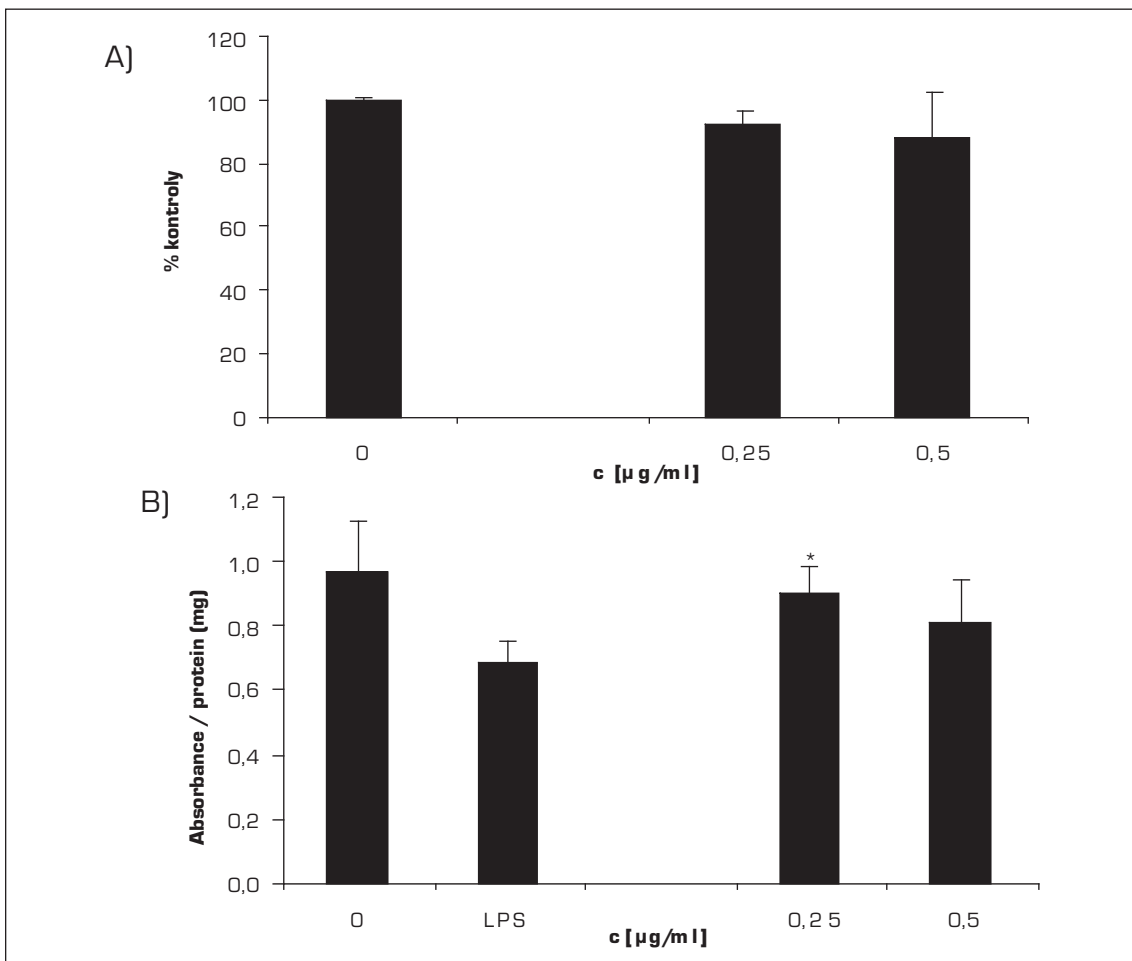 A)
120
100
80
60
40
20
0
% kontroly
0 0,25 0,5
c [µg/ml]
B)
1,2
1,0
0,8
0,6
0,4
0,2
0,0
Absorbance / protein (mg)
*
0 LPS 0,25 0,5
c [µg/ml]